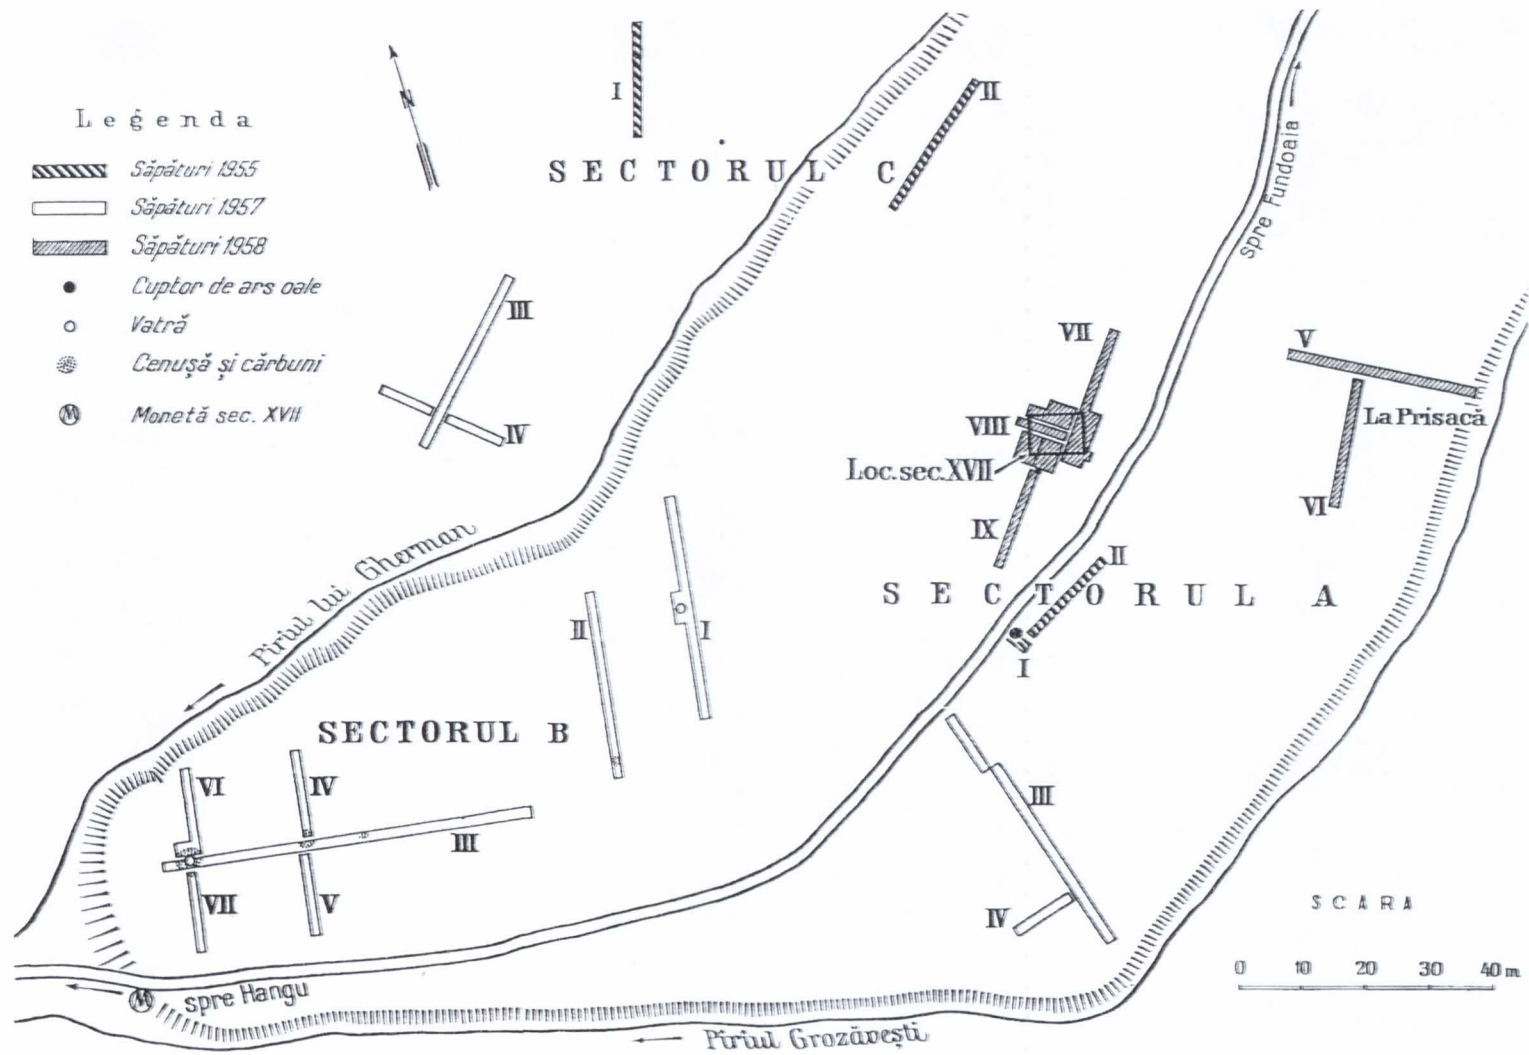 Legenda
Săpături 1955
Săpături 1957
Săpături 1958
Cuptor de ars oale
Vatră
Cenușă și cărbuni
M Monetă sec. XVII
N
I
II
SECTORUL C
III
IV
spre Fundoaia
VII
VIII
Loc.sec.XVII
IX
V
La Prisacă
VI
II
SECTORUL A
I
III
IV
Pîrîul lui Gherman
II
I
SECTORUL B
VI
IV
III
VII
V
M
spre Hangu
Pîrîul Grozăvești
SCARA
0 10 20 30 40 m